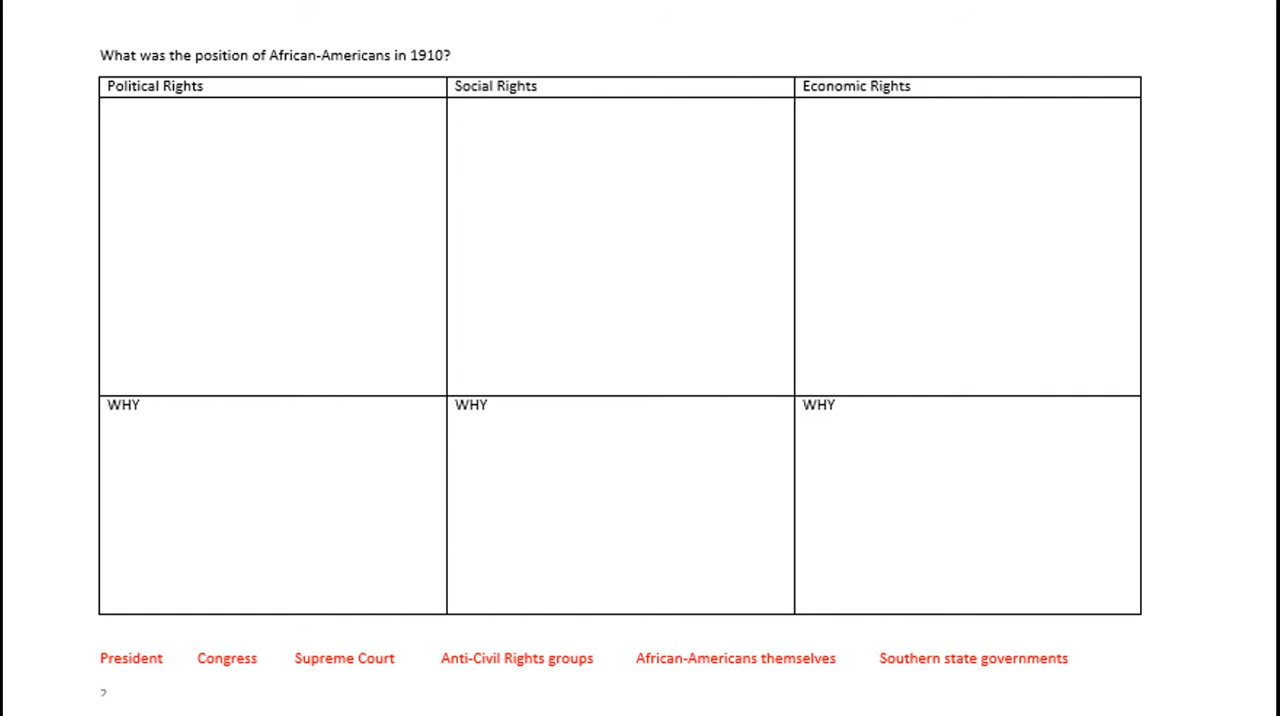 What was the position of African-Americans in 1910?
Political Rights Social Rights Economic Rights
WHY WHY WHY
President Congress Supreme Court Anti-Civil Rights groups African-Americans themselves Southern state governments
2